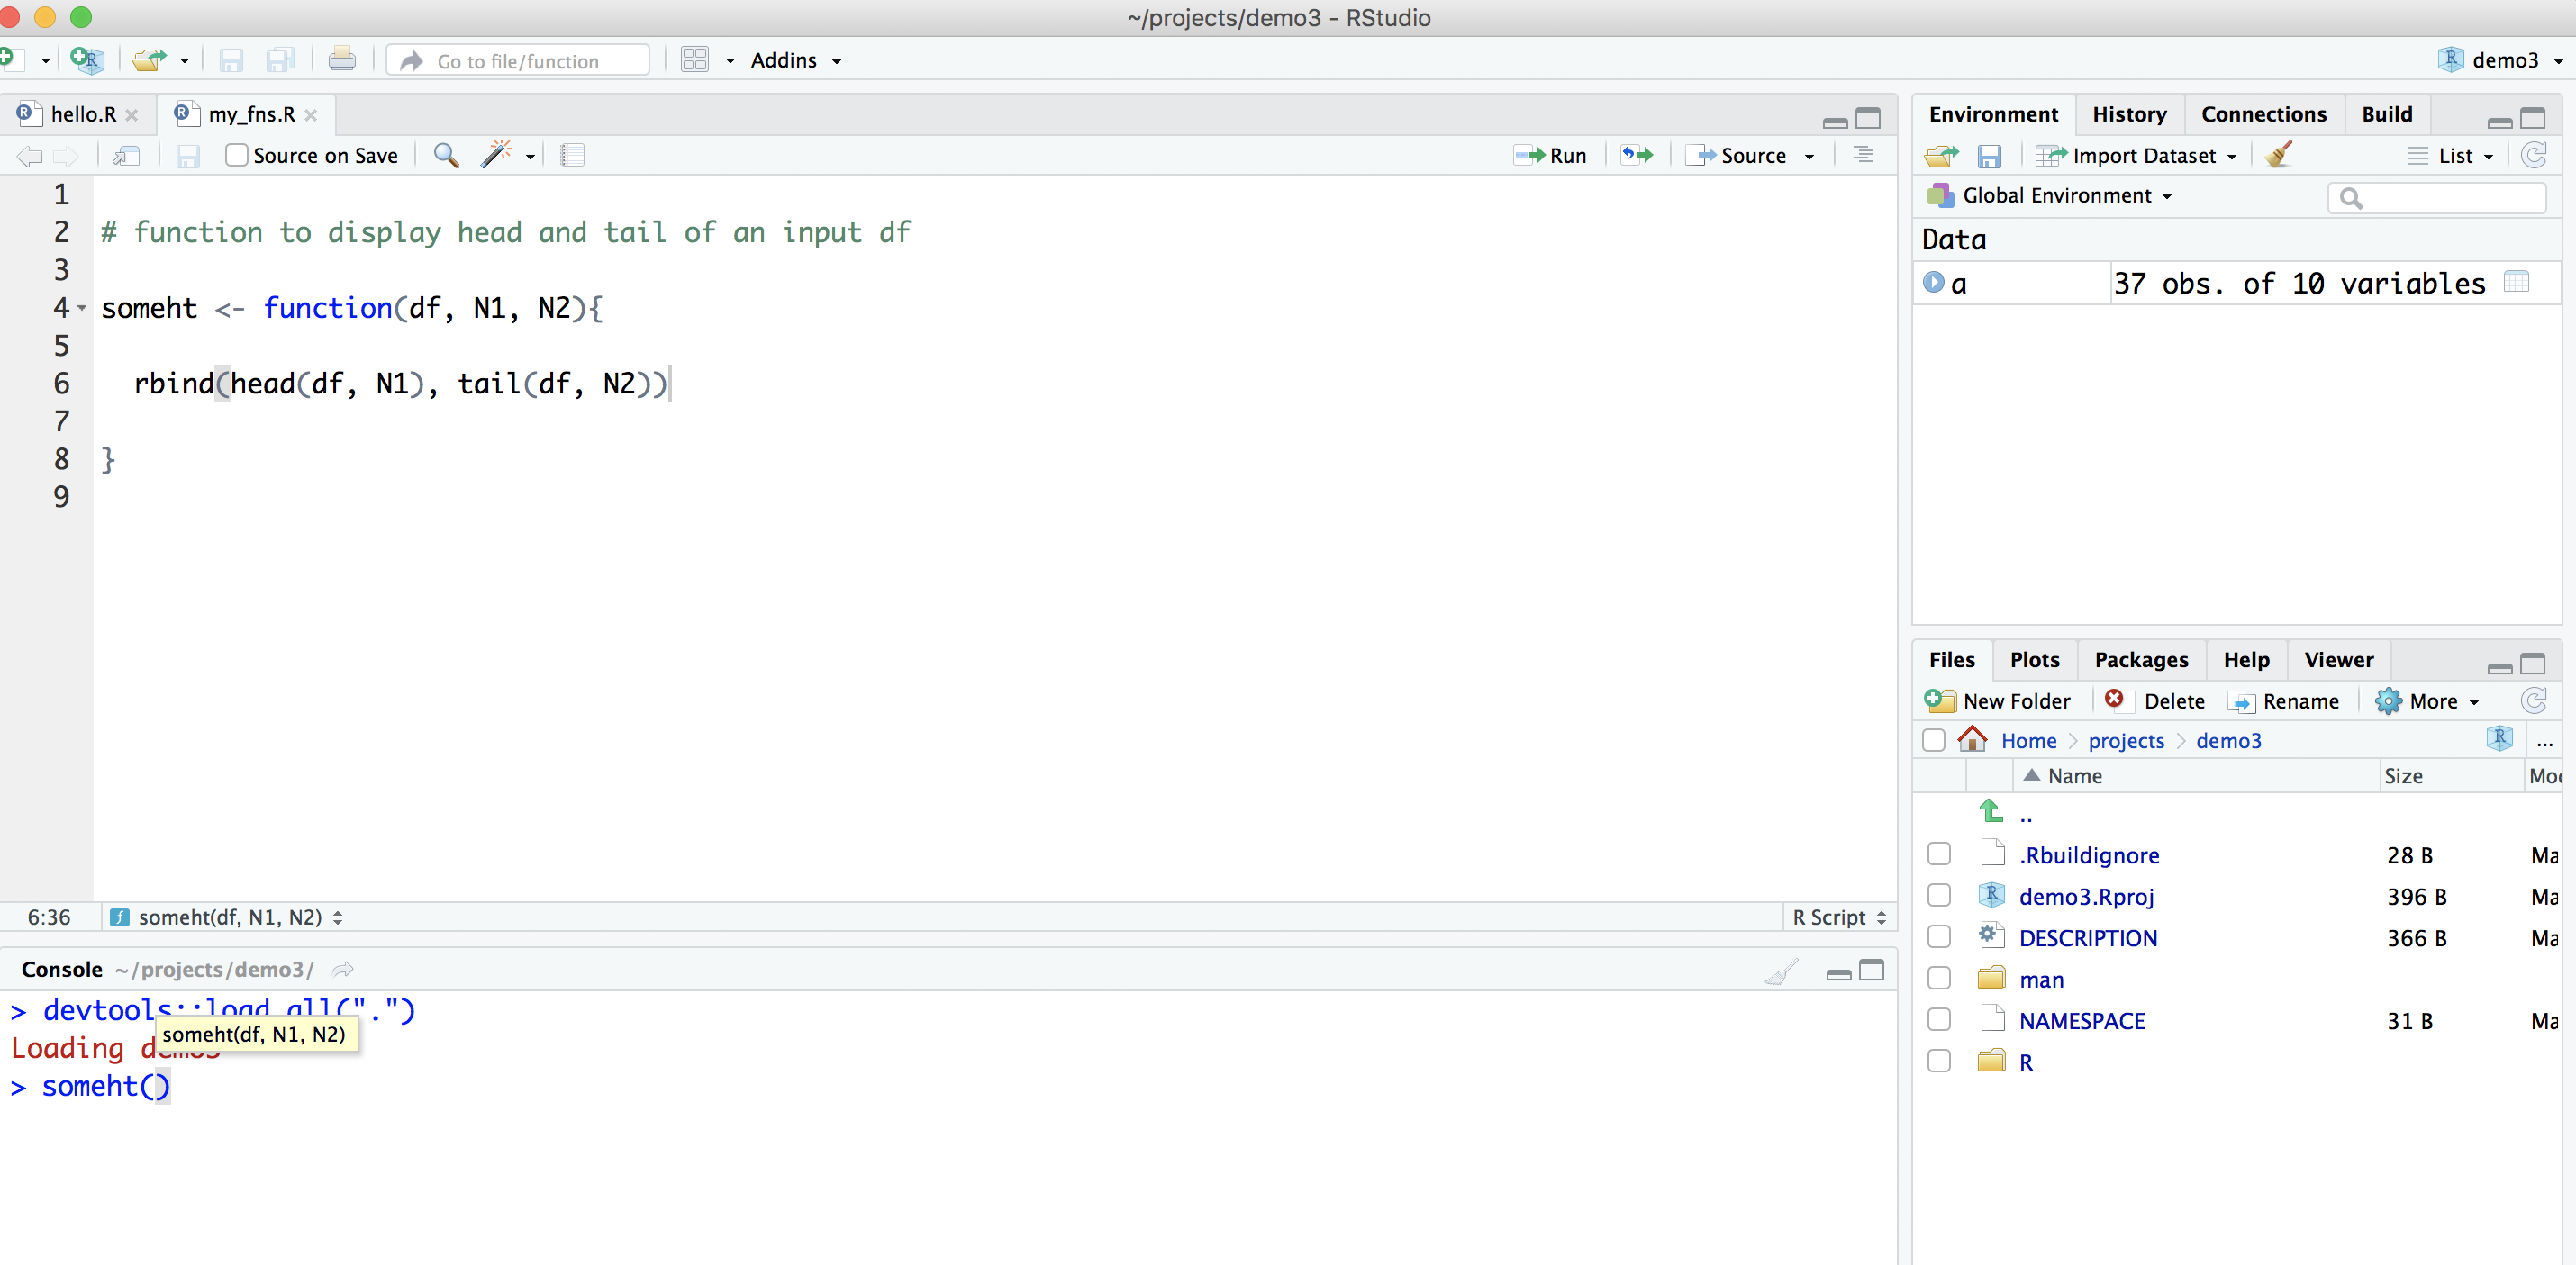 ~/projects/demo3 - RStudio
Go to file/function
Addins
demo3
hello.R
my_fns.R
Source on Save
Run
Source
1
2 # function to display head and tail of an input df
3
4 someht <- function(df, N1, N2){
5
6 rbind(head(df, N1), tail(df, N2))
7
8 }
9
6:36 someht(df, N1, N2) R Script
Console ~/projects/demo3/
> devtools::load_all(".")
someht(df, N1, N2)
Loading demo3
> someht()
Environment History Connections Build
Import Dataset List
Global Environment
Data
a 37 obs. of 10 variables
Files Plots Packages Help Viewer
New Folder Delete Rename More
Home projects demo3 ...
Name Size
..
.Rbuildignore 28 B Ma
demo3.Rproj 396 B Ma
DESCRIPTION 366 B Ma
man
NAMESPACE 31 B Ma
R